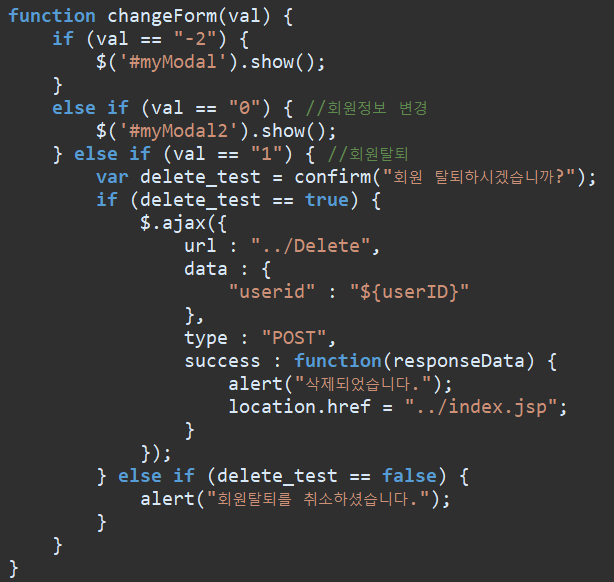 function changeForm(val) {
    if (val == "-2") {
        $('#myModal').show();
    }
    else if (val == "0") { //회원정보 변경
        $('#myModal2').show();
    } else if (val == "1") { //회원탈퇴
        var delete_test = confirm("회원 탈퇴하시겠습니까?");
        if (delete_test == true) {
            $.ajax({
                url : "../Delete",
                data : {
                    "userid" : "${userID}"
                },
                type : "POST",
                success : function(responseData) {
                    alert("삭제되었습니다.");
                    location.href = "../index.jsp";
                }
            });
        } else if (delete_test == false) {
            alert("회원탈퇴를 취소하셨습니다.");
        }
    }
}